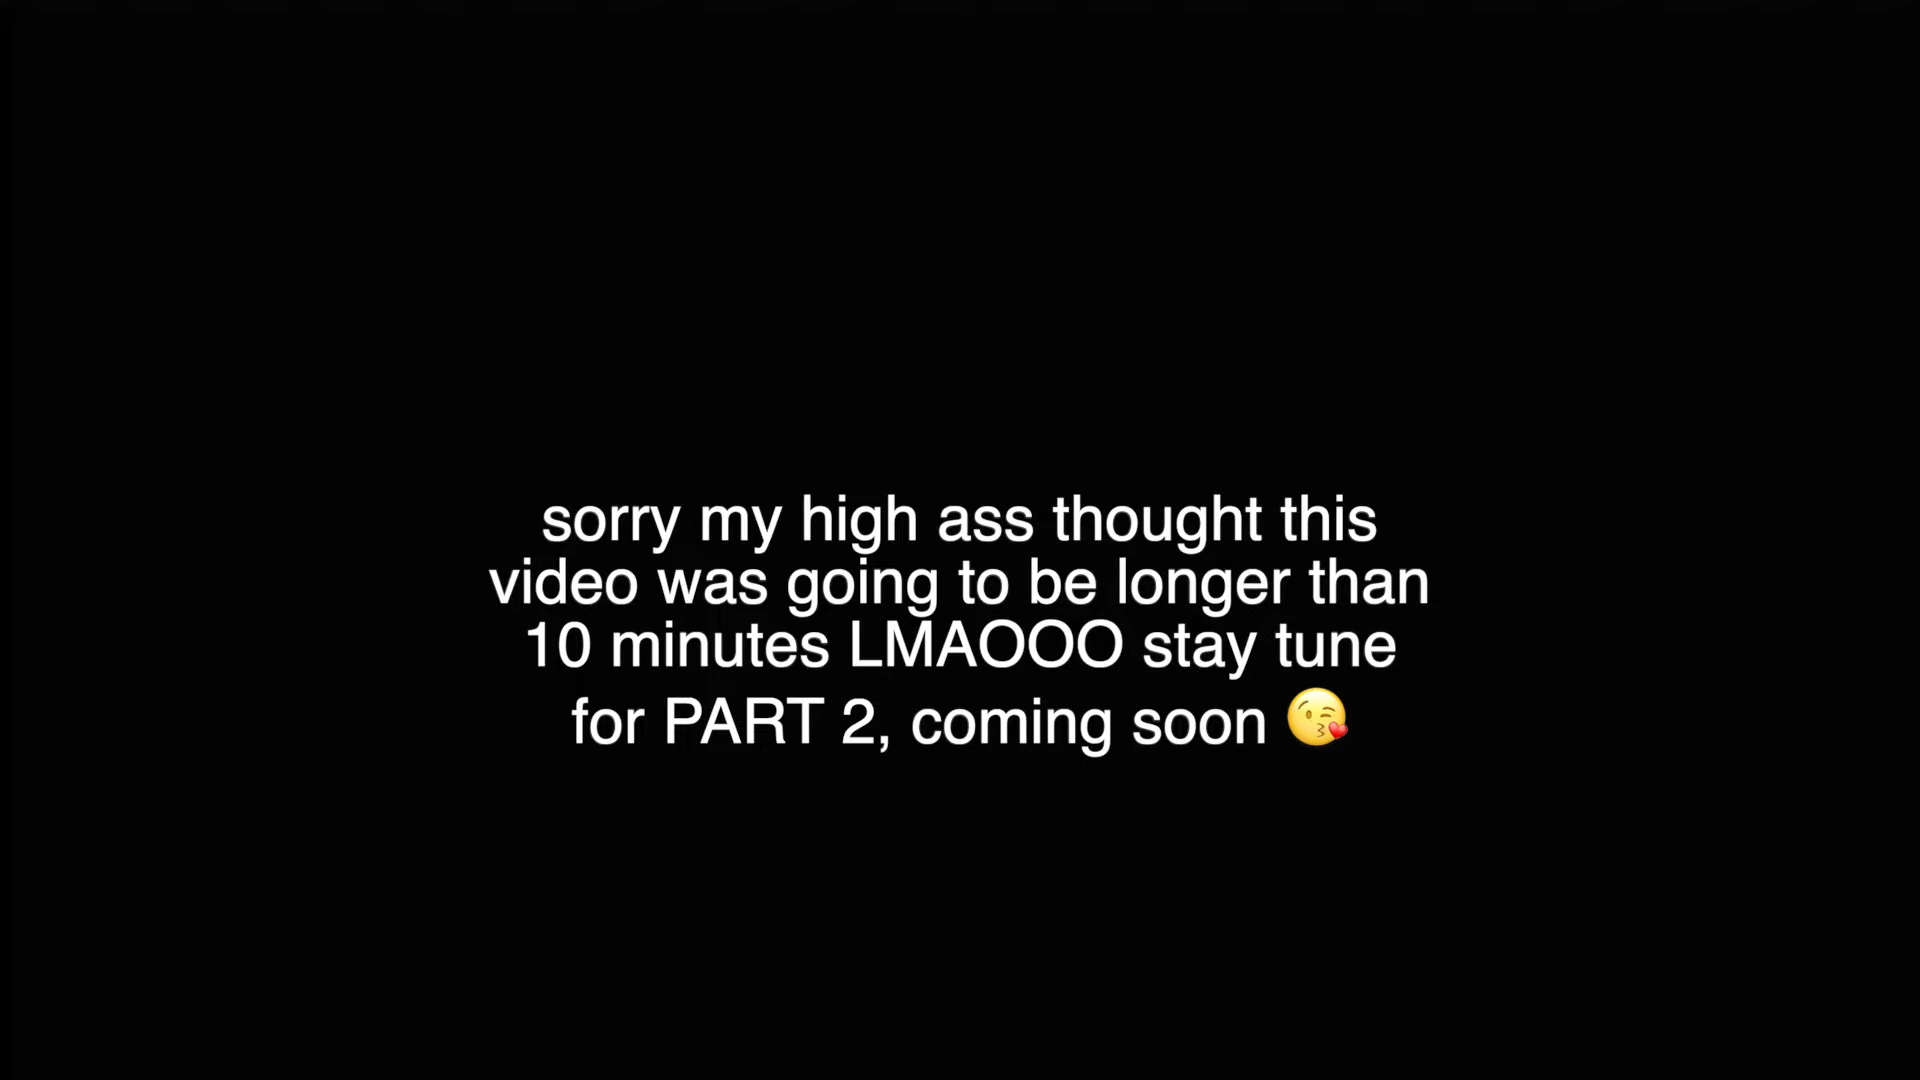 sorry my high ass thought this
video was going to be longer than
10 minutes LMAOOO stay tune
for PART 2, coming soon 😘